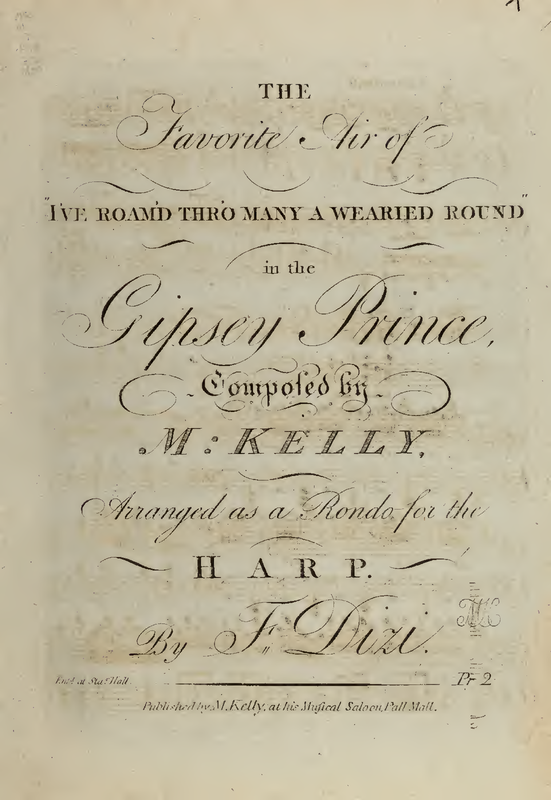 THE
Favorite Air of
"I'VE ROAM'D THRO MANY A WEARIED ROUND"
in the
Gipsey Prince,
Composed by
M: KELLY,
Arranged as a Rondo, for the
HARP.
By F. Dizi.
Ent.d at Sta. Hall
Pr 2
Published by M. Kelly, at his Musical Saloon, Pall Mall.